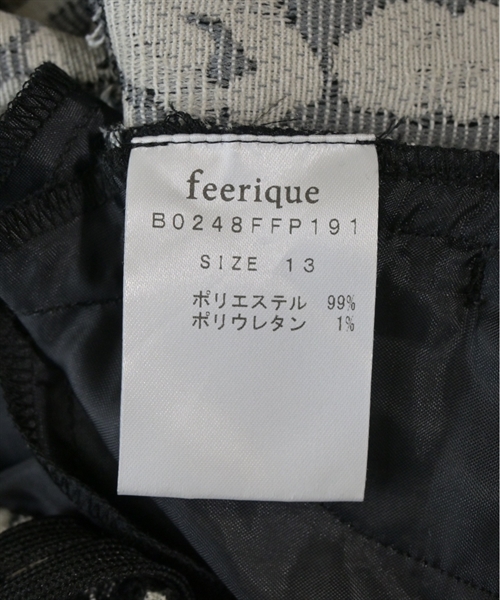 feerique
B0248FFP191
SIZE 13
ポリエステル 99%
ポリウレタン 1%